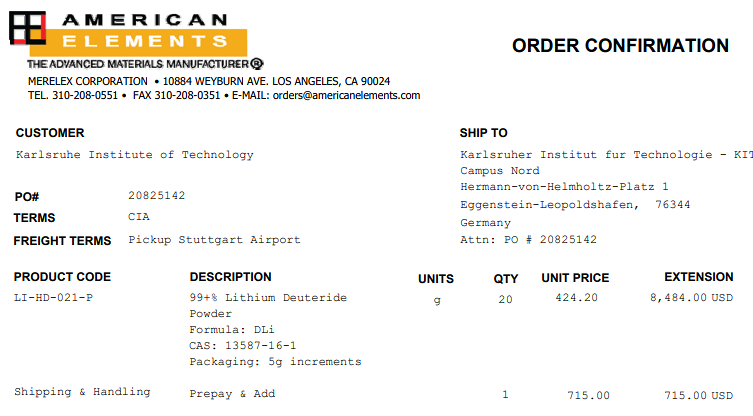 AMERICAN
ELEMENTS
THE ADVANCED MATERIALS MANUFACTURER®
ORDER CONFIRMATION
MERELEX CORPORATION • 10884 WEYBURN AVE. LOS ANGELES, CA 90024
TEL. 310-208-0551 • FAX 310-208-0351 • E-MAIL: orders@americanelements.com
CUSTOMER
Karlsruhe Institute of Technology
PO# 20825142
TERMS CIA
FREIGHT TERMS Pickup Stuttgart Airport
SHIP TO
Karlsruher Institut fur Technologie - KIT
Campus Nord
Hermann-von-Helmholtz-Platz 1
Eggenstein-Leopoldshafen, 76344
Germany
Attn: PO # 20825142
PRODUCT CODE DESCRIPTION UNITS QTY UNIT PRICE EXTENSION
LI-HD-021-P 99+% Lithium Deuteride g 20 424.20 8,484.00 USD
Powder
Formula: DLi
CAS: 13587-16-1
Packaging: 5g increments
Shipping & Handling Prepay & Add 1 715.00 715.00 USD